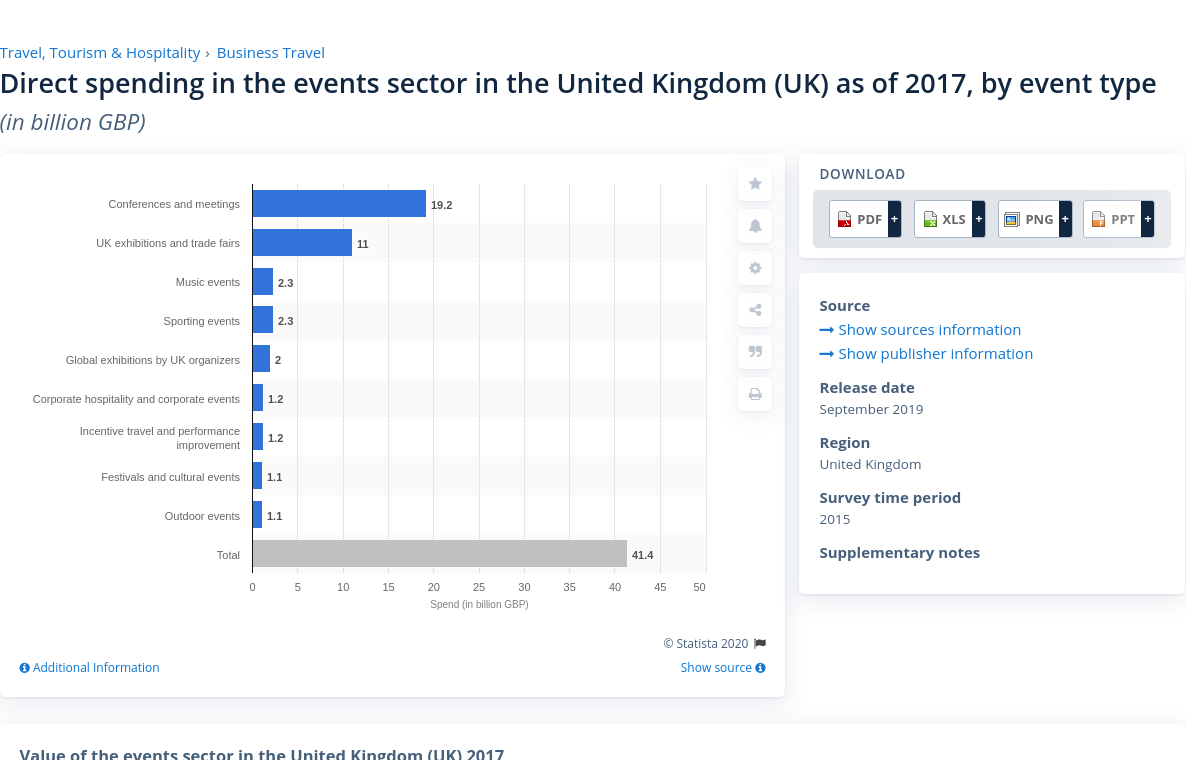 Travel, Tourism & Hospitality › Business Travel
Direct spending in the events sector in the United Kingdom (UK) as of 2017, by event type
(in billion GBP)
Conferences and meetings 19.2
UK exhibitions and trade fairs 11
Music events 2.3
Sporting events 2.3
Global exhibitions by UK organizers 2
Corporate hospitality and corporate events 1.2
Incentive travel and performance
improvement 1.2
Festivals and cultural events 1.1
Outdoor events 1.1
Total 41.4
0 5 10 15 20 25 30 35 40 45 50
Spend (in billion GBP)
© Statista 2020
Additional Information
Show source
DOWNLOAD
PDF + XLS + PNG + PPT +
Source
Show sources information
Show publisher information
Release date
September 2019
Region
United Kingdom
Survey time period
2015
Supplementary notes
Value of the events sector in the United Kingdom (UK) 2017